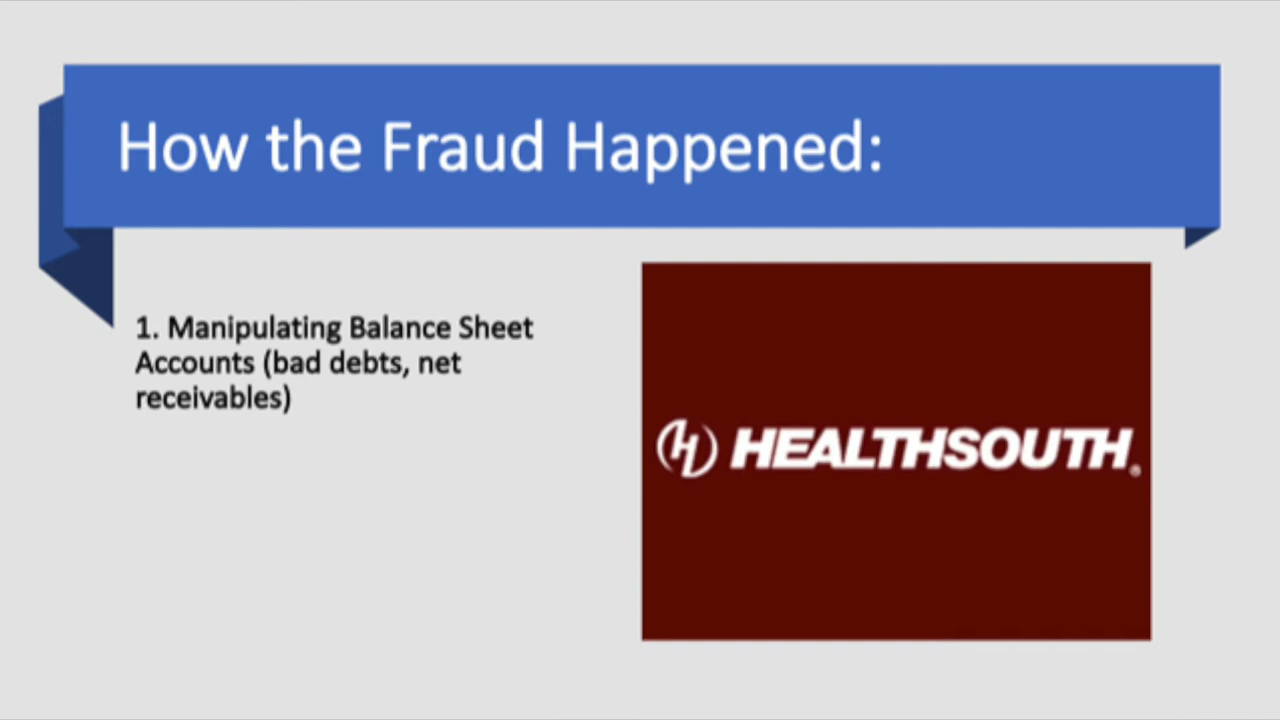 How the Fraud Happened:
1. Manipulating Balance Sheet
Accounts (bad debts, net
receivables)
HEALTHSOUTH®